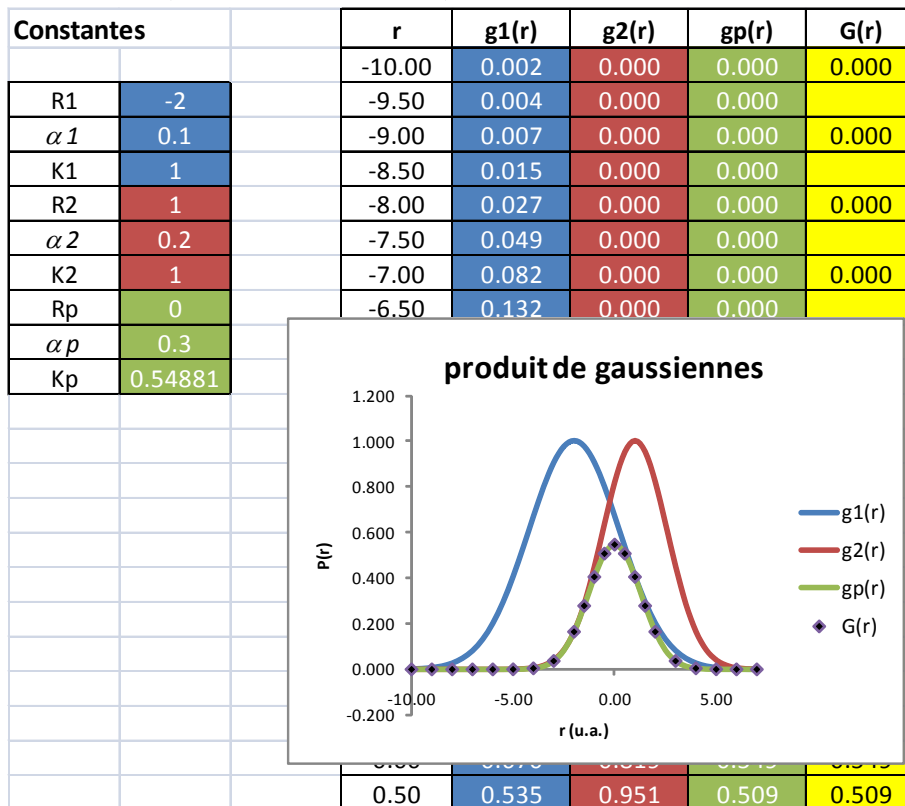 Constantes r g1(r) g2(r) gp(r) G(r)
-10.00 0.002 0.000 0.000 0.000
R1 -2 -9.50 0.004 0.000 0.000
α1 0.1 -9.00 0.007 0.000 0.000 0.000
K1 1 -8.50 0.015 0.000 0.000
R2 1 -8.00 0.027 0.000 0.000 0.000
α2 0.2 -7.50 0.049 0.000 0.000
K2 1 -7.00 0.082 0.000 0.000 0.000
Rp 0 -6.50 0.132 0.000 0.000
αp 0.3
Kp 0.54881
produit de gaussiennes
1.200
1.000
0.800
0.600
0.400
0.200
0.000
-0.200
P(r)
-10.00 -5.00 0.00 5.00
r (u.a.)
g1(r)
g2(r)
gp(r)
G(r)
0.50 0.535 0.951 0.509 0.509